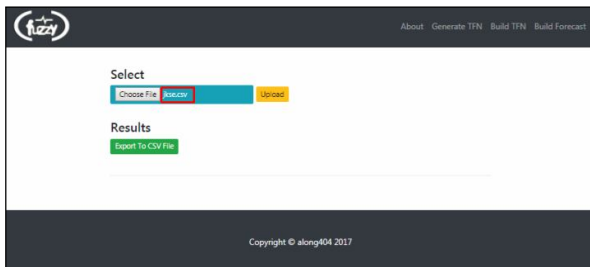 fuzzy
About Generate TFN Build TFN Build Forecast
Select
Choose File jkse.csv Upload
Results
Export To CSV File
Copyright © along404 2017